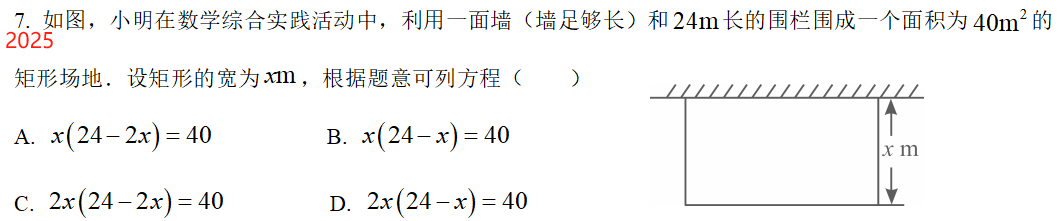 7. 如图，小明在数学综合实践活动中，利用一面墙（墙足够长）和24m长的围栏围成一个面积为40m²的
2025
矩形场地．设矩形的宽为xm，根据题意可列方程（　　）
A. x(24－2x)=40　　B. x(24－x)=40
x m
C. 2x(24－2x)=40　　D. 2x(24－x)=40